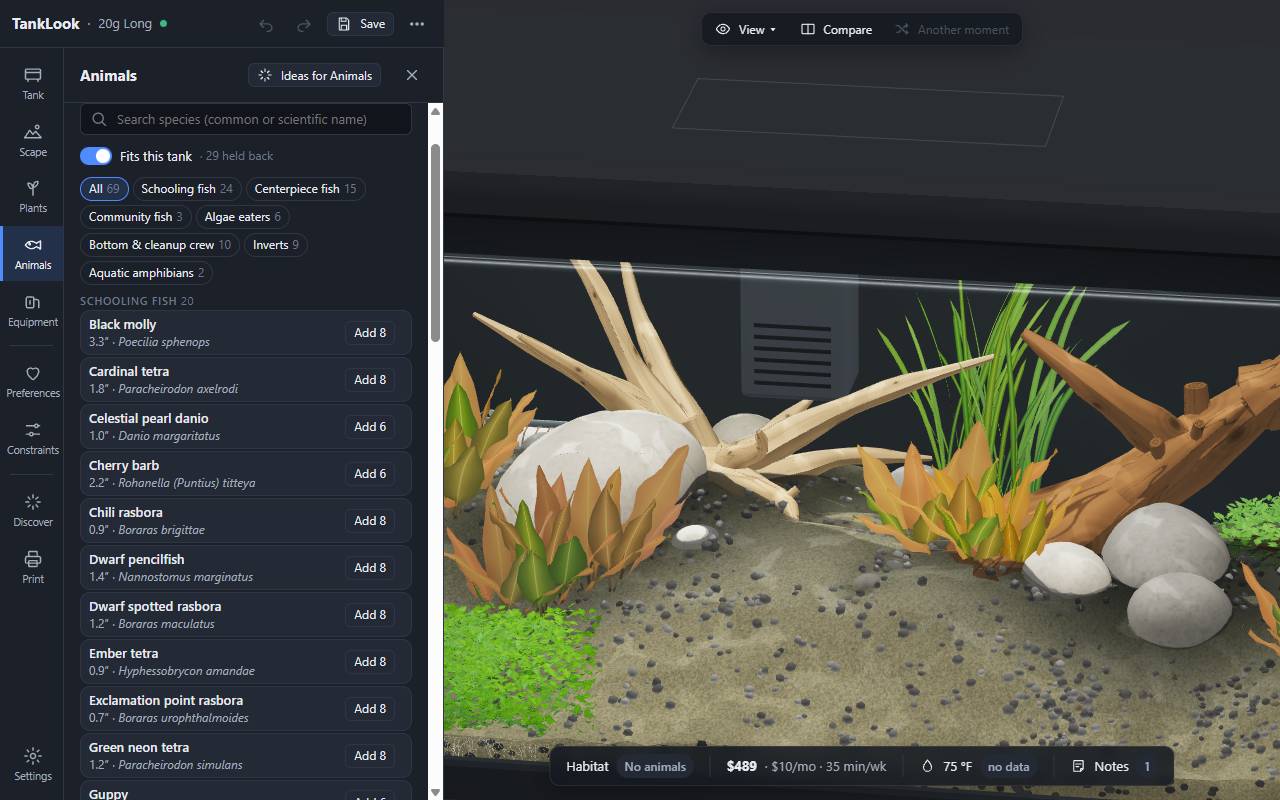 TankLook · 20g Long
Save
View
Compare
Another moment
Animals
Ideas for Animals
Tank
Scape
Plants
Animals
Equipment
Preferences
Constraints
Discover
Print
Settings
Search species (common or scientific name)
Fits this tank · 29 held back
All 69
Schooling fish 24
Centerpiece fish 15
Community fish 3
Algae eaters 6
Bottom & cleanup crew 10
Inverts 9
Aquatic amphibians 2
SCHOOLING FISH 20
Black molly
3.3" · Poecilia sphenops
Add 8
Cardinal tetra
1.8" · Paracheirodon axelrodi
Add 8
Celestial pearl danio
1.0" · Danio margaritatus
Add 6
Cherry barb
2.2" · Rohanella (Puntius) titteya
Add 6
Chili rasbora
0.9" · Boraras brigittae
Add 8
Dwarf pencilfish
1.4" · Nannostomus marginatus
Add 8
Dwarf spotted rasbora
1.2" · Boraras maculatus
Add 8
Ember tetra
0.9" · Hyphessobrycon amandae
Add 8
Exclamation point rasbora
0.7" · Boraras urophthalmoides
Add 8
Green neon tetra
1.2" · Paracheirodon simulans
Add 8
Guppy
Habitat No animals
$489 · $10/mo · 35 min/wk
75 °F no data
Notes 1